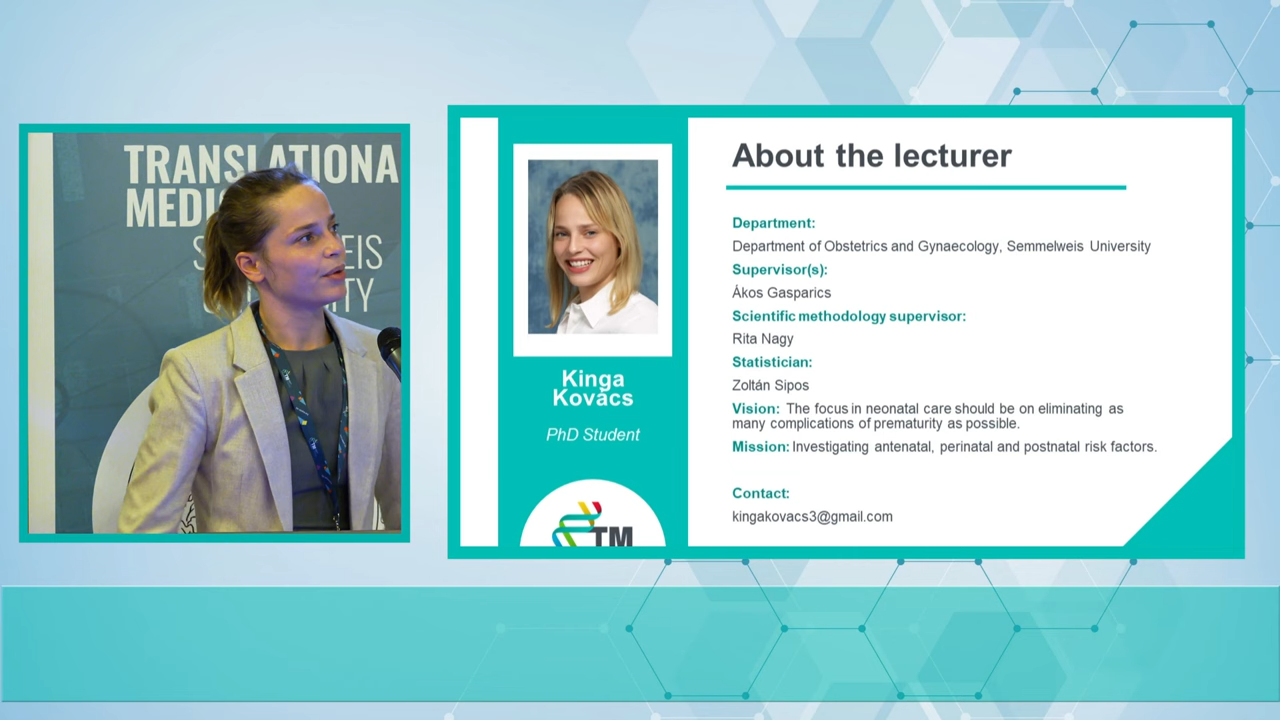 TRANSLATIONA
MEDIC
EIS
ITY
About the lecturer
Department:
Department of Obstetrics and Gynaecology, Semmelweis University
Supervisor(s):
Ákos Gasparics
Scientific methodology supervisor:
Rita Nagy
Statistician:
Zoltán Sipos
Vision: The focus in neonatal care should be on eliminating as
many complications of prematurity as possible.
Mission: Investigating antenatal, perinatal and postnatal risk factors.
Contact:
kingakovacs3@gmail.com
Kinga
Kovács
PhD Student
TM